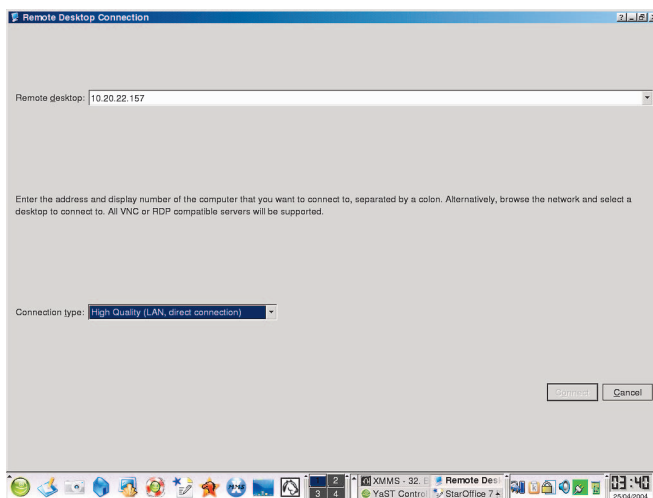 Remote Desktop Connection
Remote desktop: 10.20.22.157
Enter the address and display number of the computer that you want to connect to, separated by a colon. Alternatively, browse the network and select a
desktop to connect to. All VNC or RDP compatible servers will be supported.
Connection type: High Quality (LAN, direct connection)
Connect Cancel
1 2 XMMS - 32. E Remote Desl 03:40
3 4 YaST Control StarOffice 7 25/04/2004